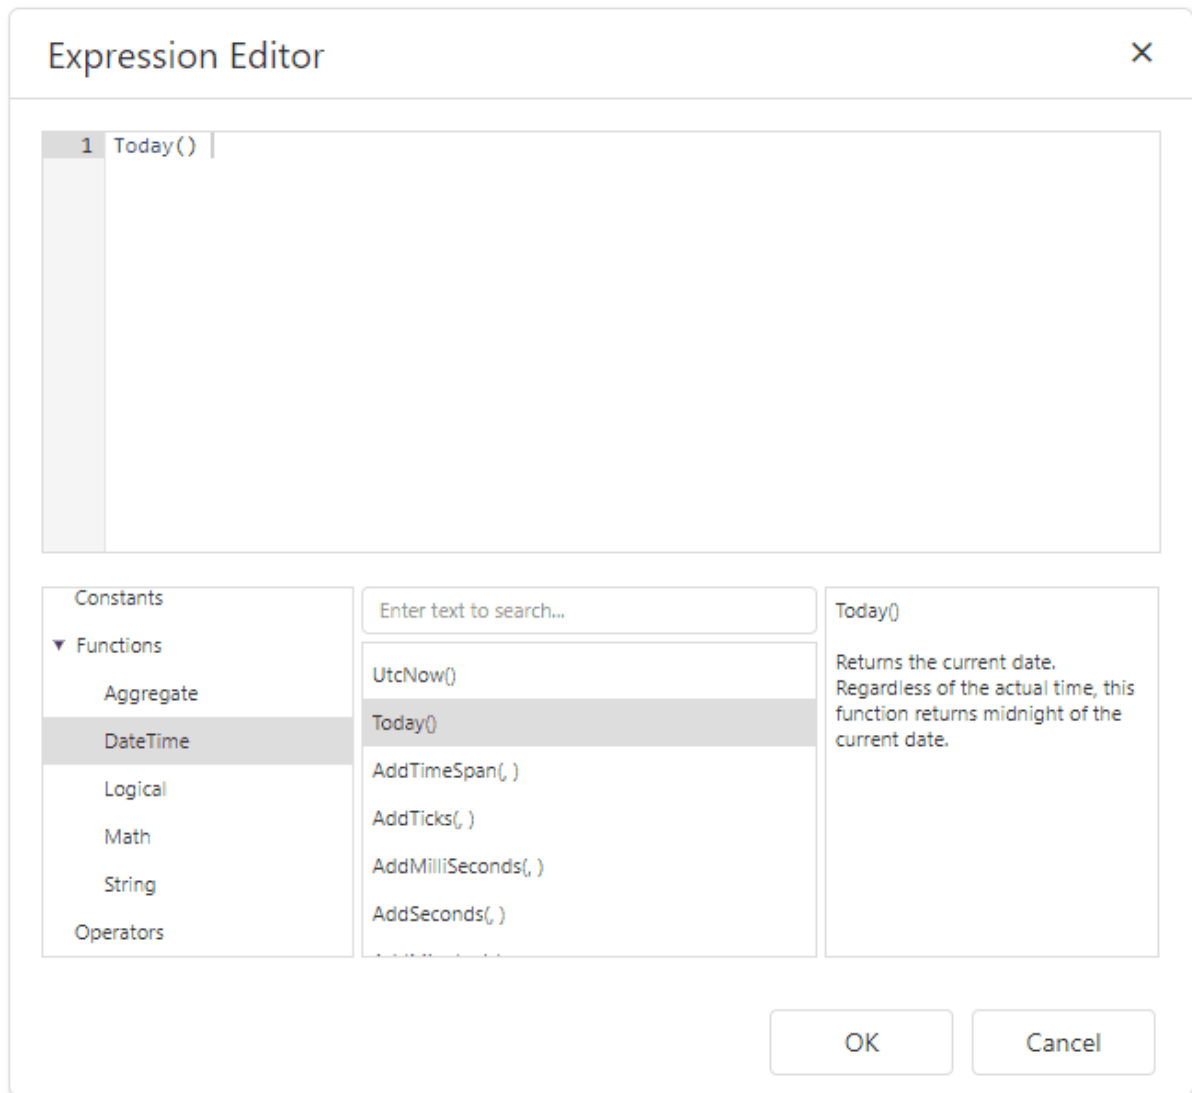 Expression Editor
1 Today()
Constants
Functions
Aggregate
DateTime
Logical
Math
String
Operators
Enter text to search...
UtcNow()
Today()
AddTimeSpan(, )
AddTicks(, )
AddMilliSeconds(, )
AddSeconds(, )
Today()
Returns the current date.
Regardless of the actual time, this
function returns midnight of the
current date.
OK
Cancel